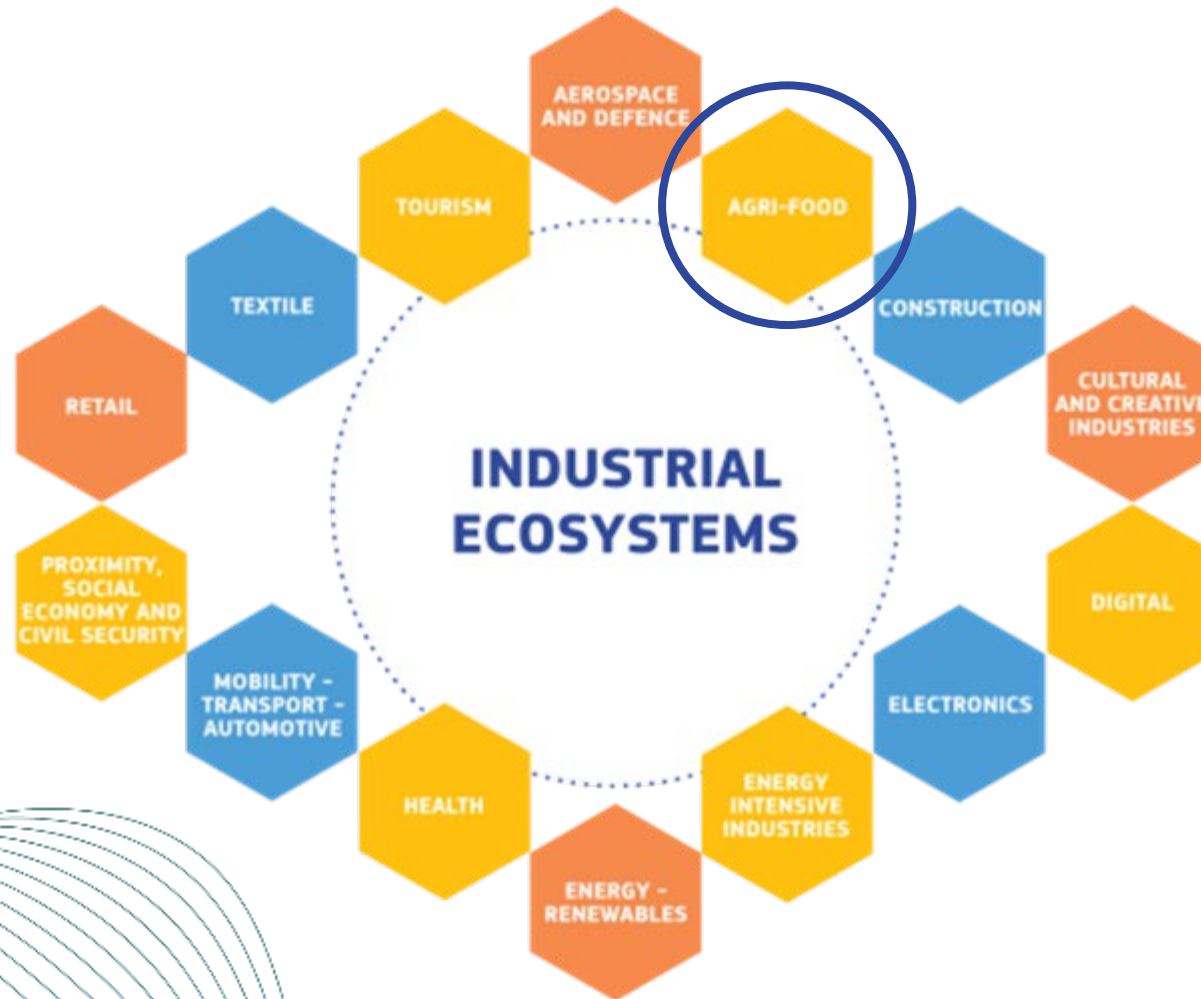 AEROSPACE
AND DEFENCE
TOURISM
AGRI-FOOD
TEXTILE
CONSTRUCTION
RETAIL
CULTURAL
AND CREATIV
INDUSTRIES
INDUSTRIAL
ECOSYSTEMS
PROXIMITY,
SOCIAL
ECONOMY AND
CIVIL SECURITY
DIGITAL
MOBILITY -
TRANSPORT -
AUTOMOTIVE
ELECTRONICS
HEALTH
ENERGY
INTENSIVE
INDUSTRIES
ENERGY -
RENEWABLES